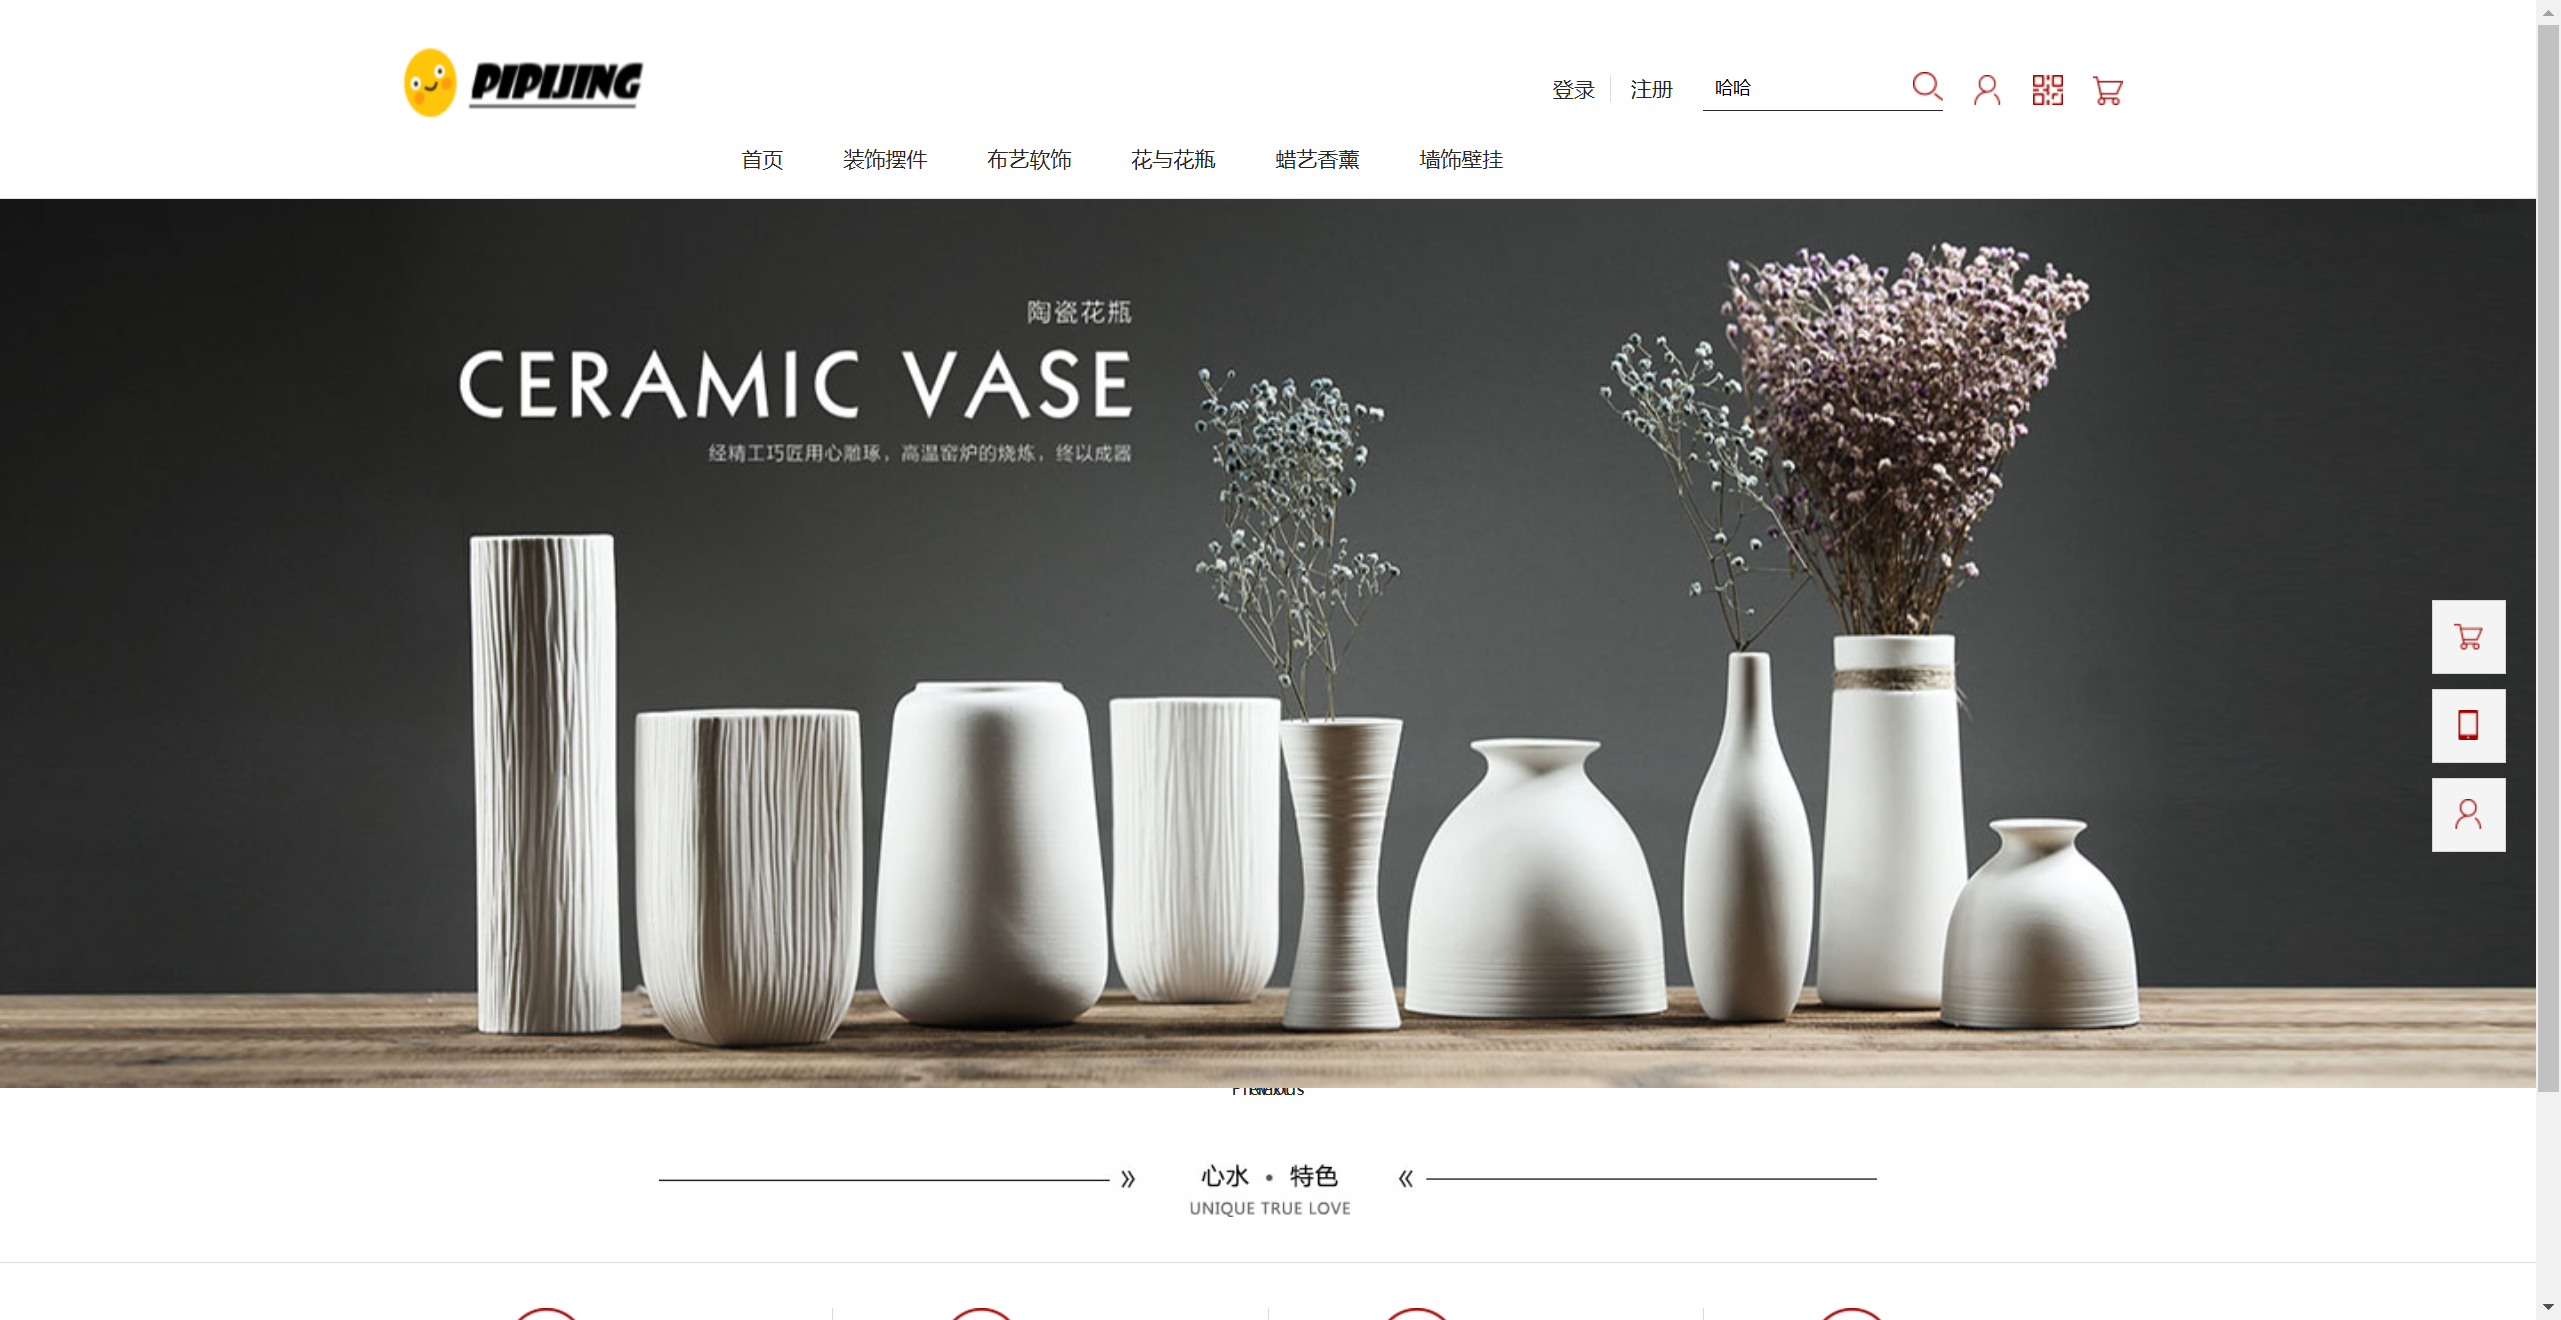 PIPIJING
登录 注册 哈哈
首页 装饰摆件 布艺软饰 花与花瓶 蜡艺香薰 墙饰壁挂
陶瓷花瓶
CERAMIC VASE
经精工巧匠用心雕琢，高温窑炉的烧炼，终以成器
» 心水 • 特色 «
UNIQUE TRUE LOVE